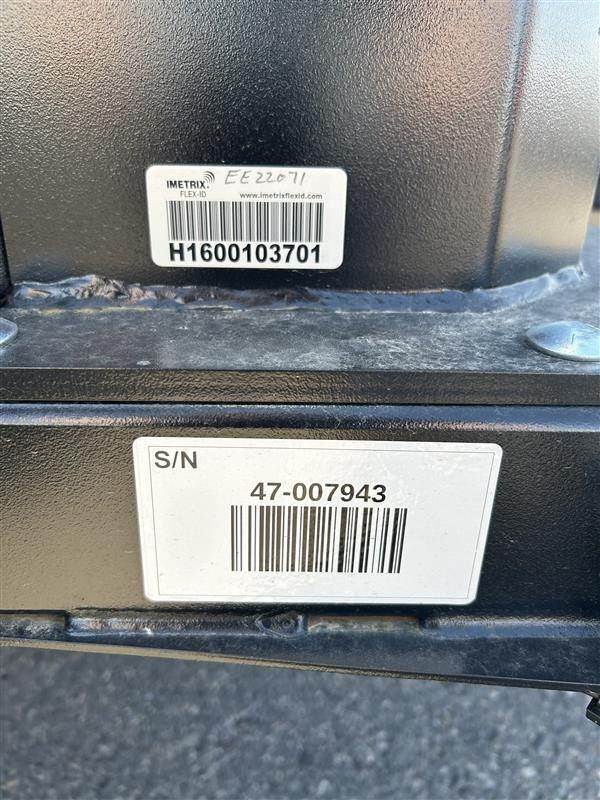 IMETRIX EE22071
FLEX-ID www.imetrixflexid.com
H1600103701
S/N
47-007943